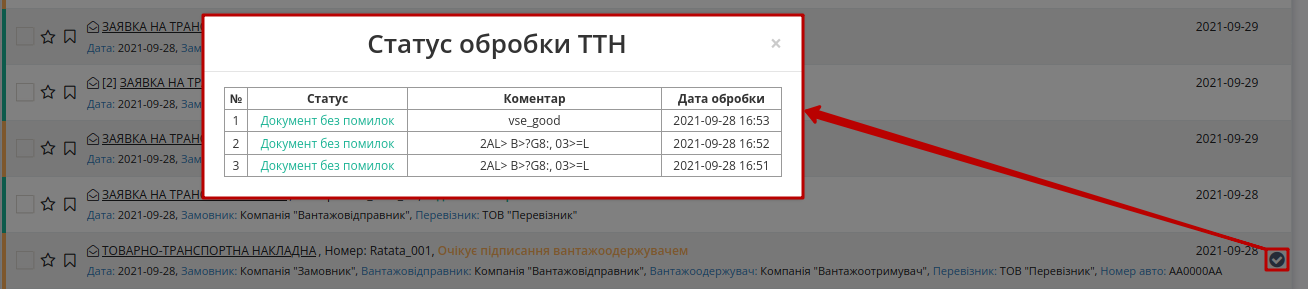 ЗАЯВКА НА ТРАН 2021-09-29
Дата: 2021-09-28, Замо
Статус обробки ТТН ×
[2] ЗАЯВКА НА ТР 2021-09-29
Дата: 2021-09-28, Зам
№ Статус Коментар Дата обробки
1 Документ без помилок vse_good 2021-09-28 16:53
2 Документ без помилок 2AL> B>?G8:, 03>=L 2021-09-28 16:52
3 Документ без помилок 2AL> B>?G8:, 03>=L 2021-09-28 16:51
ЗАЯВКА НА ТРАН 2021-09-29
Дата: 2021-09-28, Замо
ЗАЯВКА НА ТРАН 2021-09-28
Дата: 2021-09-28, Замовник: Компанія "Вантажовідправник", Перевізник: ТОВ "Перевізник"
ТОВАРНО-ТРАНСПОРТНА НАКЛАДНА , Номер: Ratata_001, Очікує підписання вантажоодержувачем 2021-09-28
Дата: 2021-09-28, Замовник: Компанія "Замовник", Вантажовідправник: Компанія "Вантажовідправник", Вантажоодержувач: Компанія "Вантажоотримувач", Перевізник: ТОВ "Перевізник", Номер авто: АА0000АА